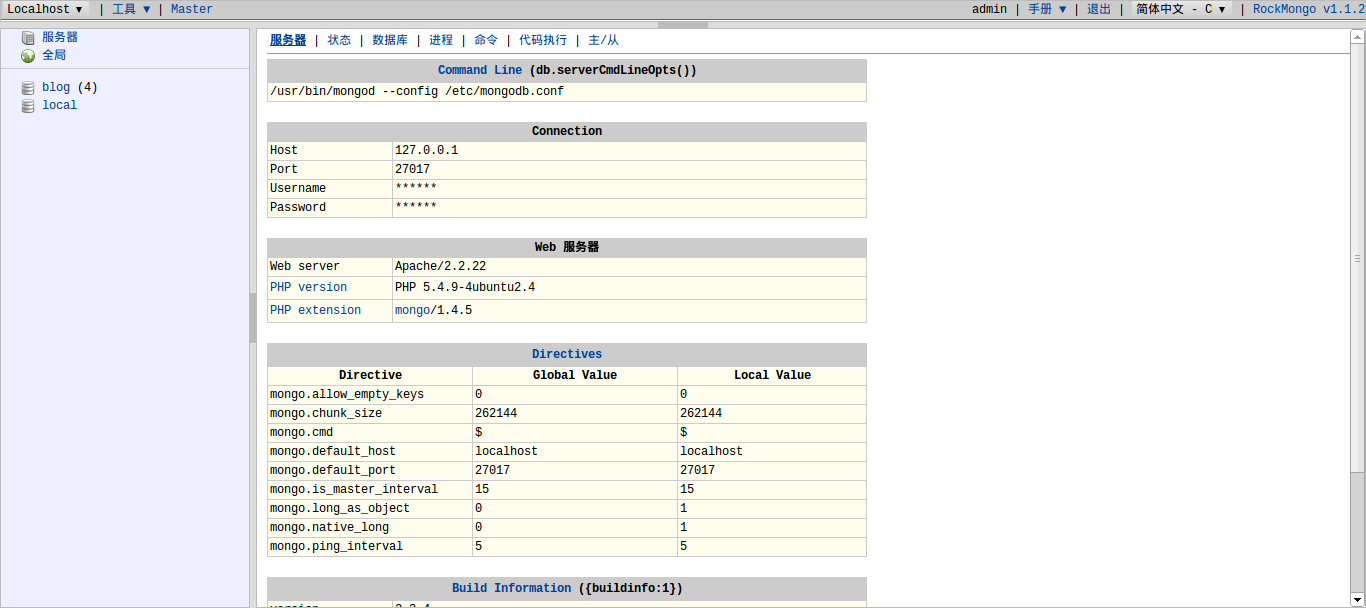 Localhost ▼ | 工具 ▼ | Master admin | 手册 ▼ | 退出 | 简体中文 - C ▼ | RockMongo v1.1.2
服务器
全局
blog (4)
local
服务器 | 状态 | 数据库 | 进程 | 命令 | 代码执行 | 主/从
Command Line (db.serverCmdLineOpts())
/usr/bin/mongod --config /etc/mongodb.conf
Connection
Host 127.0.0.1
Port 27017
Username ******
Password ******
Web 服务器
Web server Apache/2.2.22
PHP version PHP 5.4.9-4ubuntu2.4
PHP extension mongo/1.4.5
Directives
Directive Global Value Local Value
mongo.allow_empty_keys 0 0
mongo.chunk_size 262144 262144
mongo.cmd $ $
mongo.default_host localhost localhost
mongo.default_port 27017 27017
mongo.is_master_interval 15 15
mongo.long_as_object 0 1
mongo.native_long 0 1
mongo.ping_interval 5 5
Build Information ({buildinfo:1})